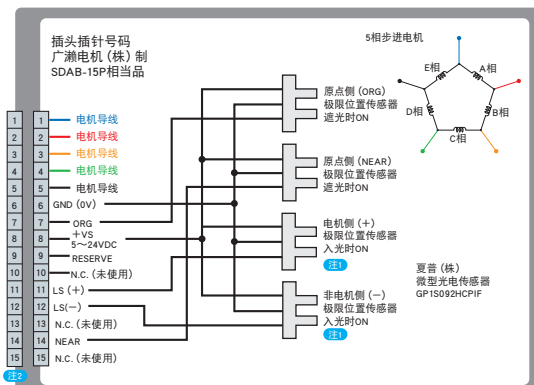 插头插针号码
广瀨电机 (株) 制
SDAB-15P相当品
5相步进电机
E相
A相
D相
B相
C相
1 1 电机导线
2 2 电机导线
3 3 电机导线
4 4 电机导线
5 5 电机导线
6 6 GND (0V)
7 7 ORG
8 8 +VS
5~24VDC
9 9 RESERVE
10 10 N.C. (未使用)
11 11 LS (+)
12 12 LS(−)
13 13 N.C. (未使用)
14 14 NEAR
15 15 N.C. (未使用)
注2
原点侧 (ORG)
极限位置传感器
遮光时ON
原点侧 (NEAR)
极限位置传感器
遮光时ON
电机侧 (+)
极限位置传感器
入光时ON
注1
非电机侧 (−)
极限位置传感器
入光时ON
注1
夏普 (株)
微型光电传感器
GP1S092HCPIF